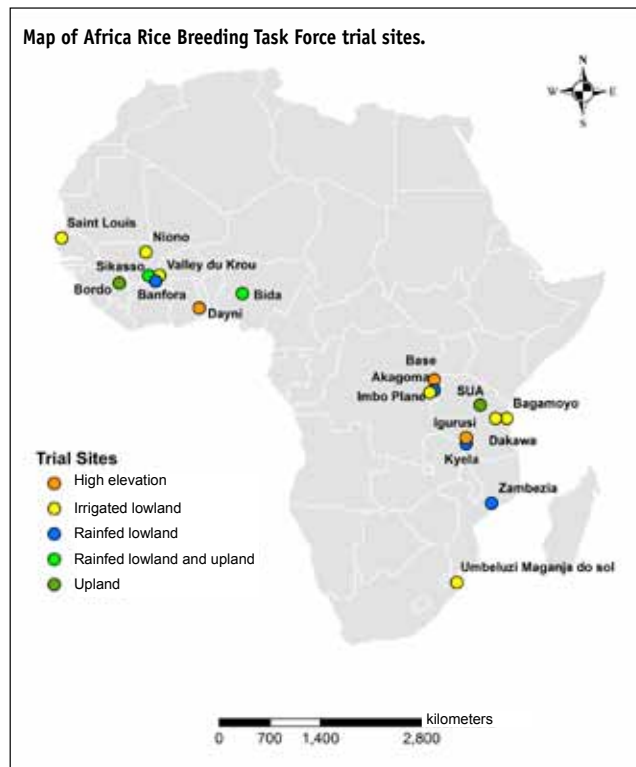 Map of Africa Rice Breeding Task Force trial sites.
N
W E
S
Saint Louis
Niono
Sikasso
Valley du Krou
Bordo
Banfora
Bida
Dayni
Base
Akagoma
SUA
Bagamoyo
Imbo Plane
Igurusi
Dakawa
Kyela
Zambezia
Umbeluzi Maganja do sol
Trial Sites
High elevation
Irrigated lowland
Rainfed lowland
Rainfed lowland and upland
Upland
kilometers
0 700 1,400 2,800